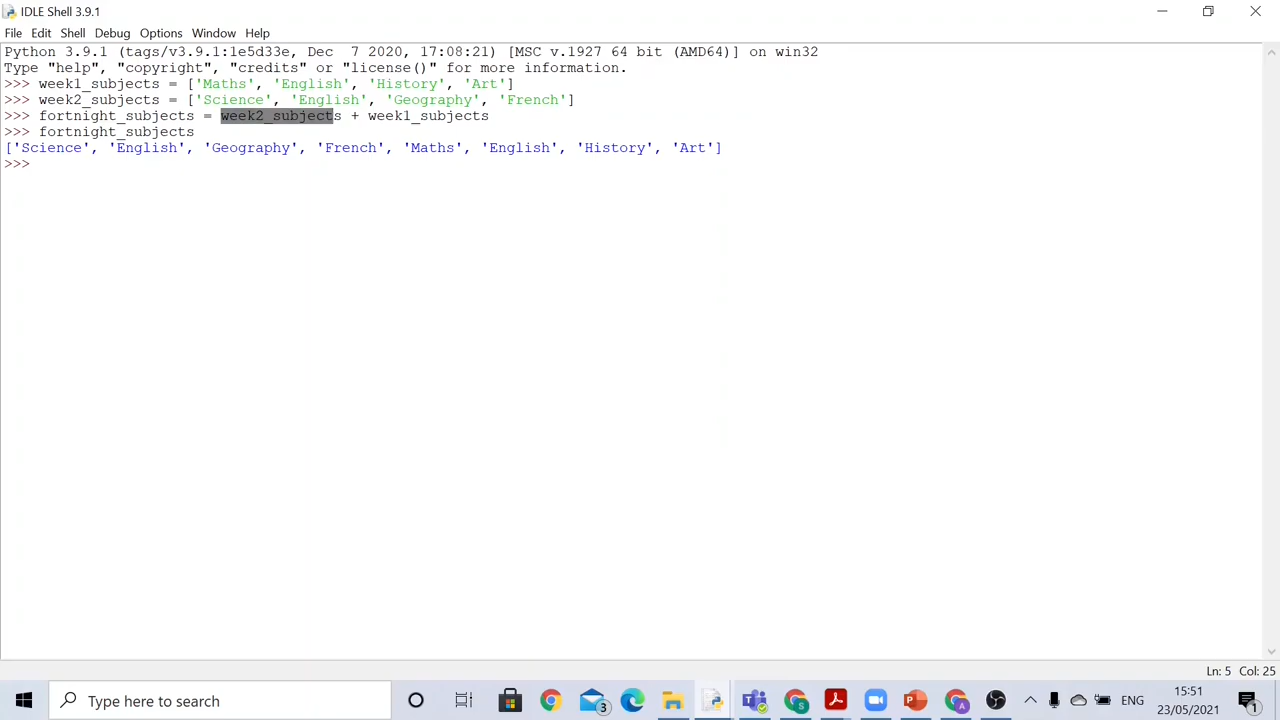 IDLE Shell 3.9.1
File Edit Shell Debug Options Window Help
Python 3.9.1 (tags/v3.9.1:1e5d33e, Dec  7 2020, 17:08:21) [MSC v.1927 64 bit (AMD64)] on win32
Type "help", "copyright", "credits" or "license()" for more information.
>>> week1_subjects = ['Maths', 'English', 'History', 'Art']
>>> week2_subjects = ['Science', 'English', 'Geography', 'French']
>>> fortnight_subjects = week2_subjects + week1_subjects
>>> fortnight_subjects
['Science', 'English', 'Geography', 'French', 'Maths', 'English', 'History', 'Art']
>>>
Ln: 5 Col: 25
Type here to search
3
S
A
ENG
15:51
23/05/2021
1